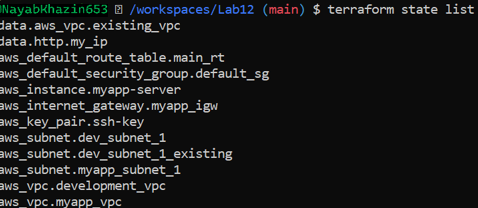 NayabKhazin653 /workspaces/Lab12 (main) $ terraform state list
data.aws_vpc.existing_vpc
data.http.my_ip
aws_default_route_table.main_rt
aws_default_security_group.default_sg
aws_instance.myapp-server
aws_internet_gateway.myapp_igw
aws_key_pair.ssh-key
aws_subnet.dev_subnet_1
aws_subnet.dev_subnet_1_existing
aws_subnet.myapp_subnet_1
aws_vpc.development_vpc
aws_vpc.myapp_vpc